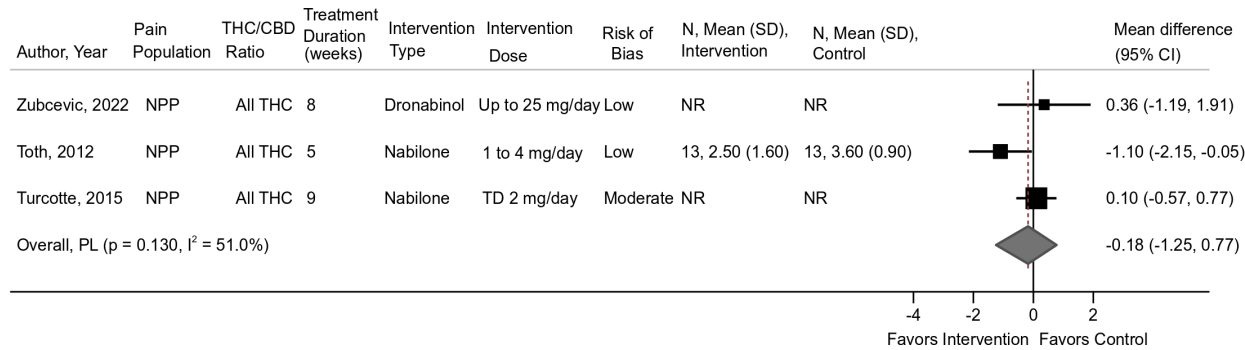 Author, Year Pain Population THC/CBD Ratio Treatment Duration (weeks) Intervention Type Intervention Dose Risk of Bias N, Mean (SD), Intervention N, Mean (SD), Control Mean difference (95% CI)
Zubcevic, 2022 NPP All THC 8 Dronabinol Up to 25 mg/day Low NR NR 0.36 (-1.19, 1.91)
Toth, 2012 NPP All THC 5 Nabilone 1 to 4 mg/day Low 13, 2.50 (1.60) 13, 3.60 (0.90) -1.10 (-2.15, -0.05)
Turcotte, 2015 NPP All THC 9 Nabilone TD 2 mg/day Moderate NR NR 0.10 (-0.57, 0.77)
Overall, PL (p = 0.130, I² = 51.0%) -0.18 (-1.25, 0.77)
-4 -2 0 2
Favors Intervention Favors Control